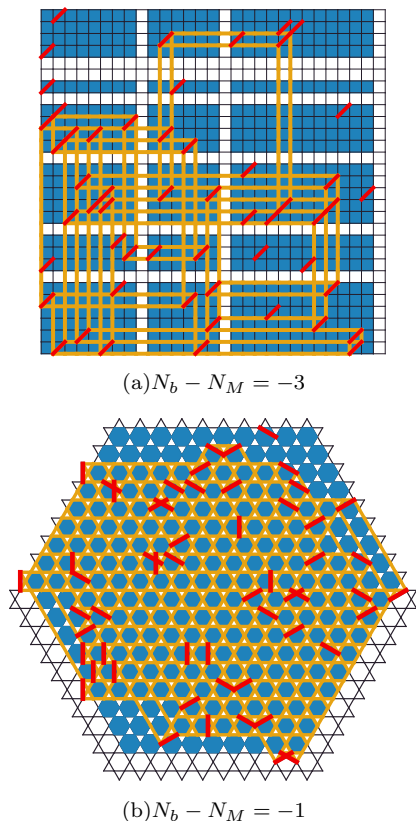 (a)N_b − N_M = −3
(b)N_b − N_M = −1